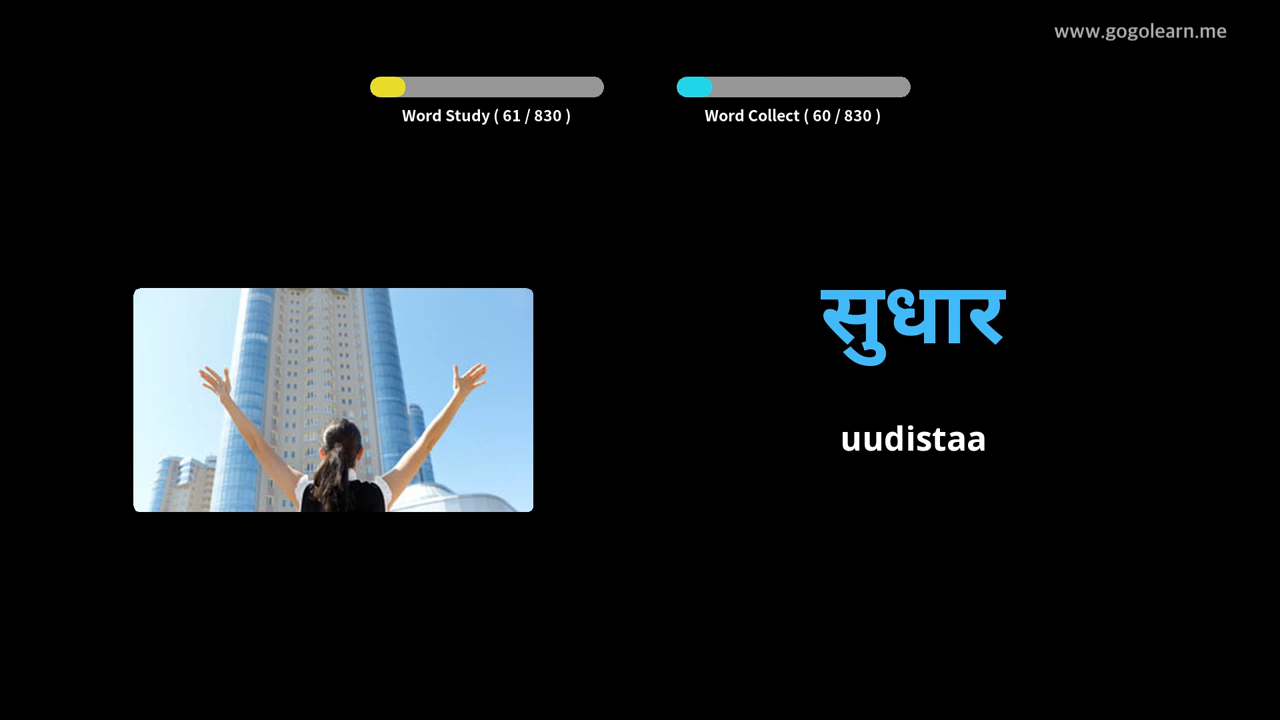 www.gogolearn.me
Word Study ( 61 / 830 )
Word Collect ( 60 / 830 )
सुधार
uudistaa